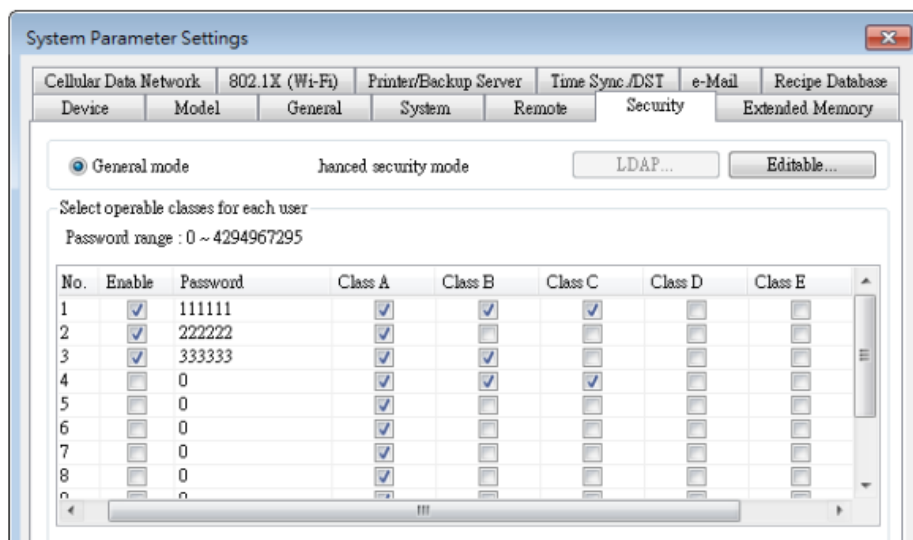 System Parameter Settings
Cellular Data Network 802.1X (Wi-Fi) Printer/Backup Server Time Sync./DST e-Mail Recipe Database
Device Model General System Remote Security Extended Memory
General mode hanced security mode LDAP... Editable...
Select operable classes for each user
Password range : 0 ~ 4294967295
No. Enable Password Class A Class B Class C Class D Class E
1 111111
2 222222
3 333333
4 0
5 0
6 0
7 0
8 0